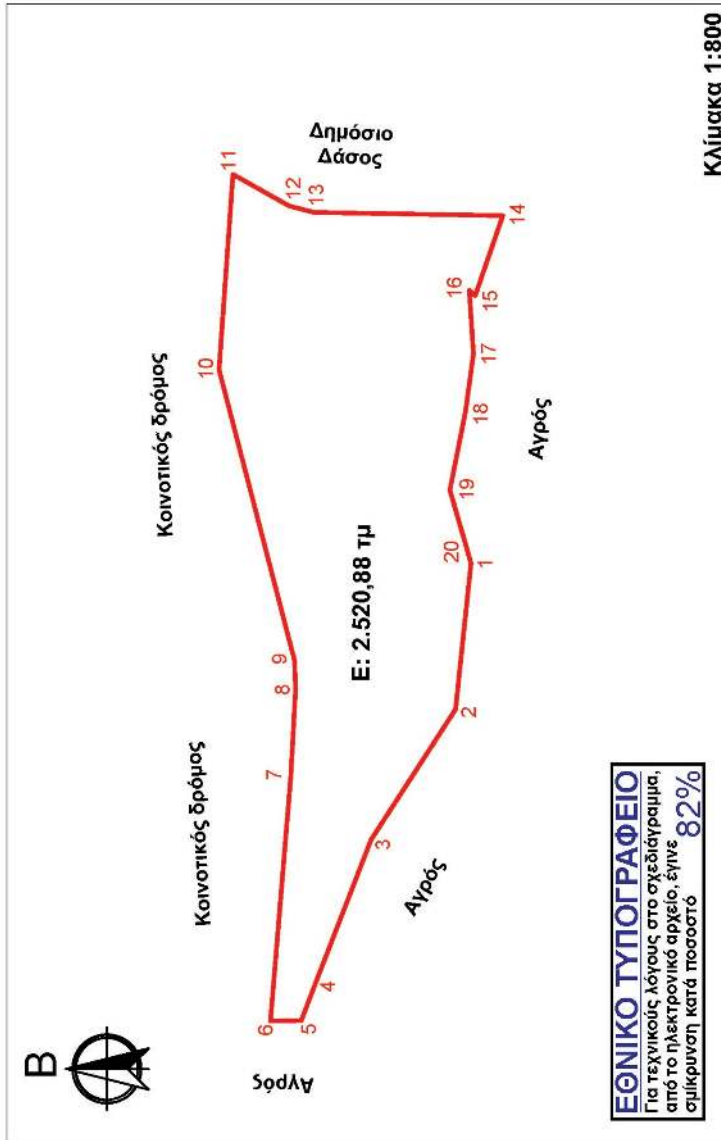 Β
Κλίμακα 1:800
Κοινοτικός δρόμος
Κοινοτικός δρόμος
Δημόσιο
Δάσος
Αγρός
Αγρός
Αγρός
Ε: 2.520,88 τμ
6
5
4
3
7
8
9
2
20
1
19
18
17
16
15
10
11
12
13
14
ΕΘΝΙΚΟ ΤΥΠΟΓΡΑΦΕΙΟ
Για τεχνικούς λόγους στο σχεδιάγραμμα,
από το ηλεκτρονικό αρχείο, έγινε
σμίκρυνση κατά ποσοστό 82%